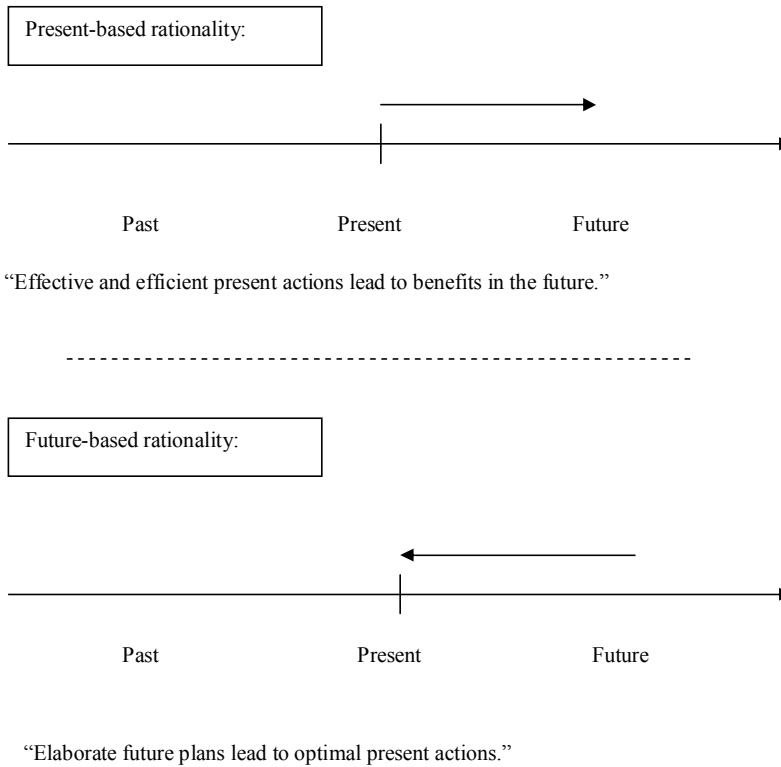 Present-based rationality:
Past Present Future
“Effective and efficient present actions lead to benefits in the future.”
Future-based rationality:
Past Present Future
“Elaborate future plans lead to optimal present actions.”